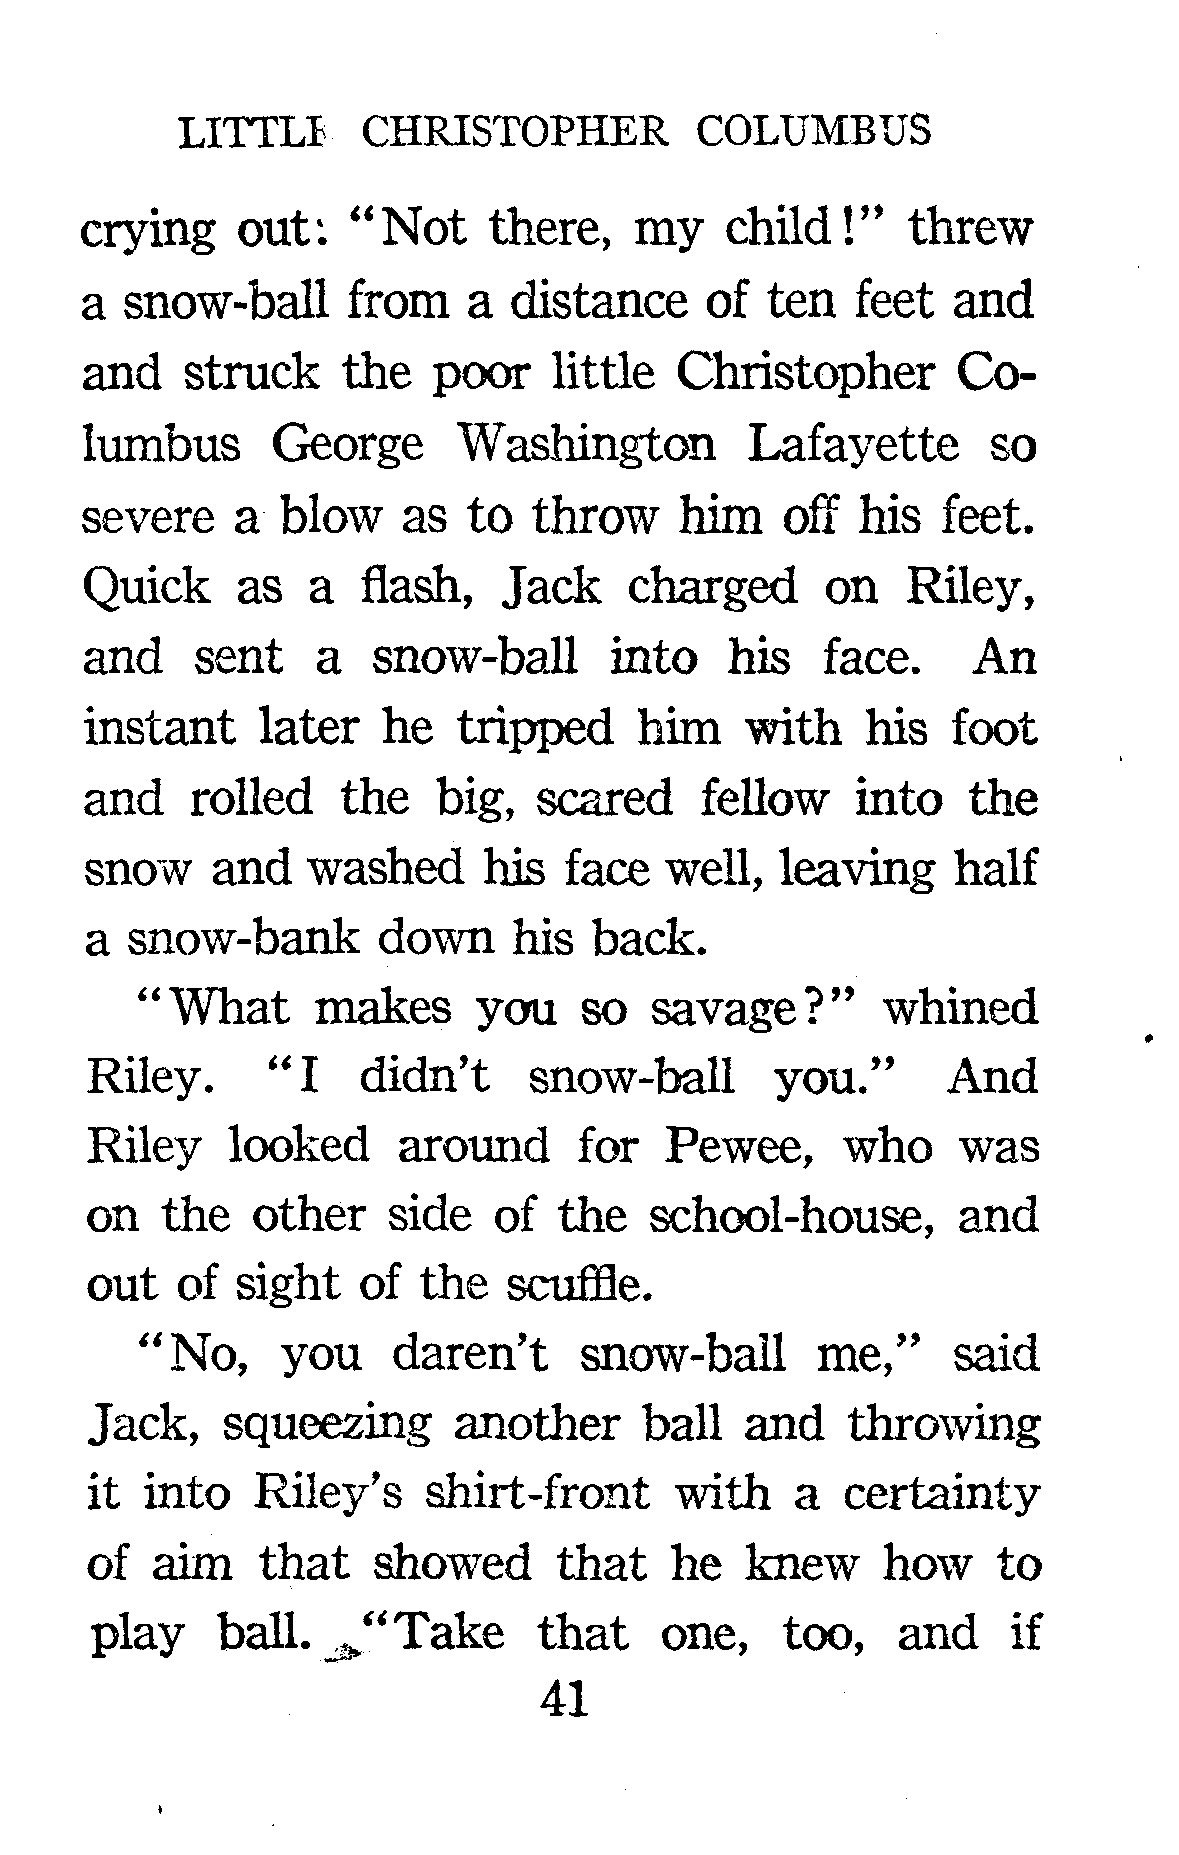 LITTLE CHRISTOPHER COLUMBUS
crying out: "Not there, my child!" threw
a snow-ball from a distance of ten feet and
and struck the poor little Christopher Co-
lumbus George Washington Lafayette so
severe a blow as to throw him off his feet.
Quick as a flash, Jack charged on Riley,
and sent a snow-ball into his face. An
instant later he tripped him with his foot
and rolled the big, scared fellow into the
snow and washed his face well, leaving half
a snow-bank down his back.
"What makes you so savage?" whined
Riley. "I didn't snow-ball you." And
Riley looked around for Pewee, who was
on the other side of the school-house, and
out of sight of the scuffle.
"No, you daren't snow-ball me," said
Jack, squeezing another ball and throwing
it into Riley's shirt-front with a certainty
of aim that showed that he knew how to
play ball. "Take that one, too, and if
41